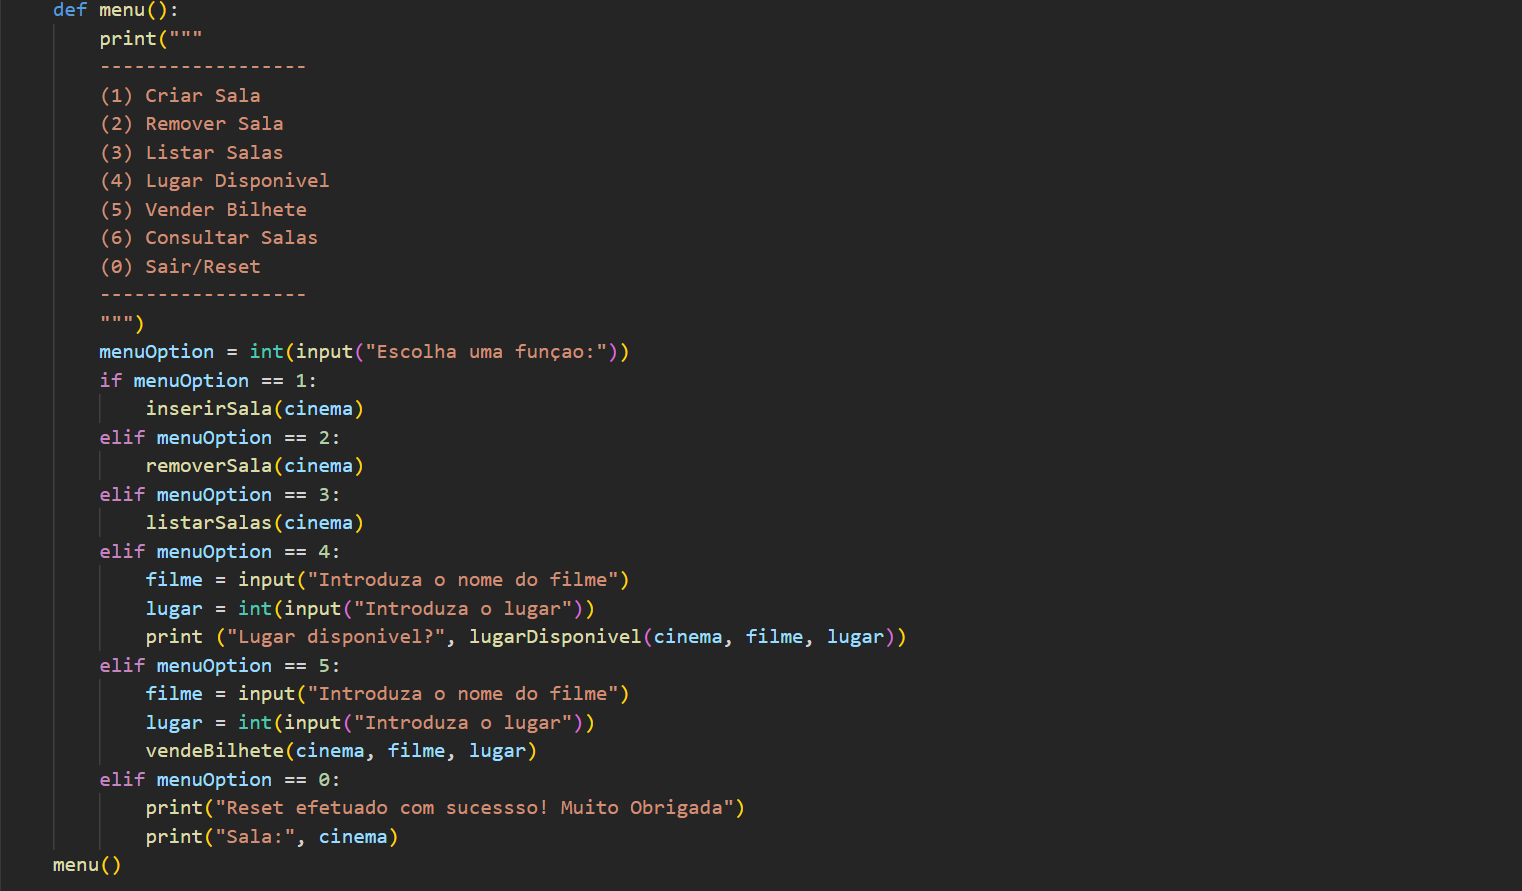 def menu():
    print("""
    ------------------
    (1) Criar Sala
    (2) Remover Sala
    (3) Listar Salas
    (4) Lugar Disponivel
    (5) Vender Bilhete
    (6) Consultar Salas
    (0) Sair/Reset
    ------------------
    """)
    menuOption = int(input("Escolha uma funçao:"))
    if menuOption == 1:
        inserirSala(cinema)
    elif menuOption == 2:
        removerSala(cinema)
    elif menuOption == 3:
        listarSalas(cinema)
    elif menuOption == 4:
        filme = input("Introduza o nome do filme")
        lugar = int(input("Introduza o lugar"))
        print ("Lugar disponivel?", lugarDisponivel(cinema, filme, lugar))
    elif menuOption == 5:
        filme = input("Introduza o nome do filme")
        lugar = int(input("Introduza o lugar"))
        vendeBilhete(cinema, filme, lugar)
    elif menuOption == 0:
        print("Reset efetuado com sucessso! Muito Obrigada")
        print("Sala:", cinema)
menu()